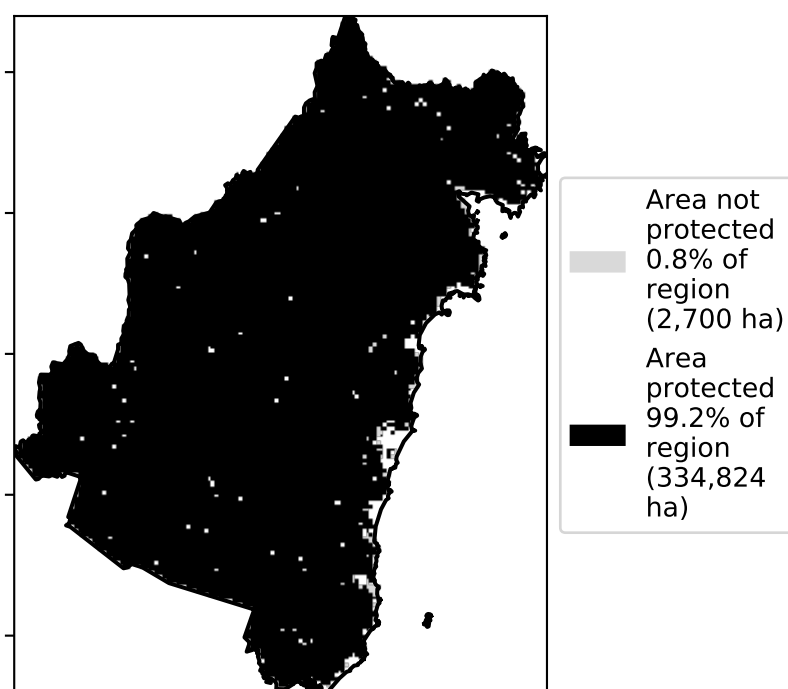 Area not
protected
0.8% of
region
(2,700 ha)
Area
protected
99.2% of
region
(334,824
ha)